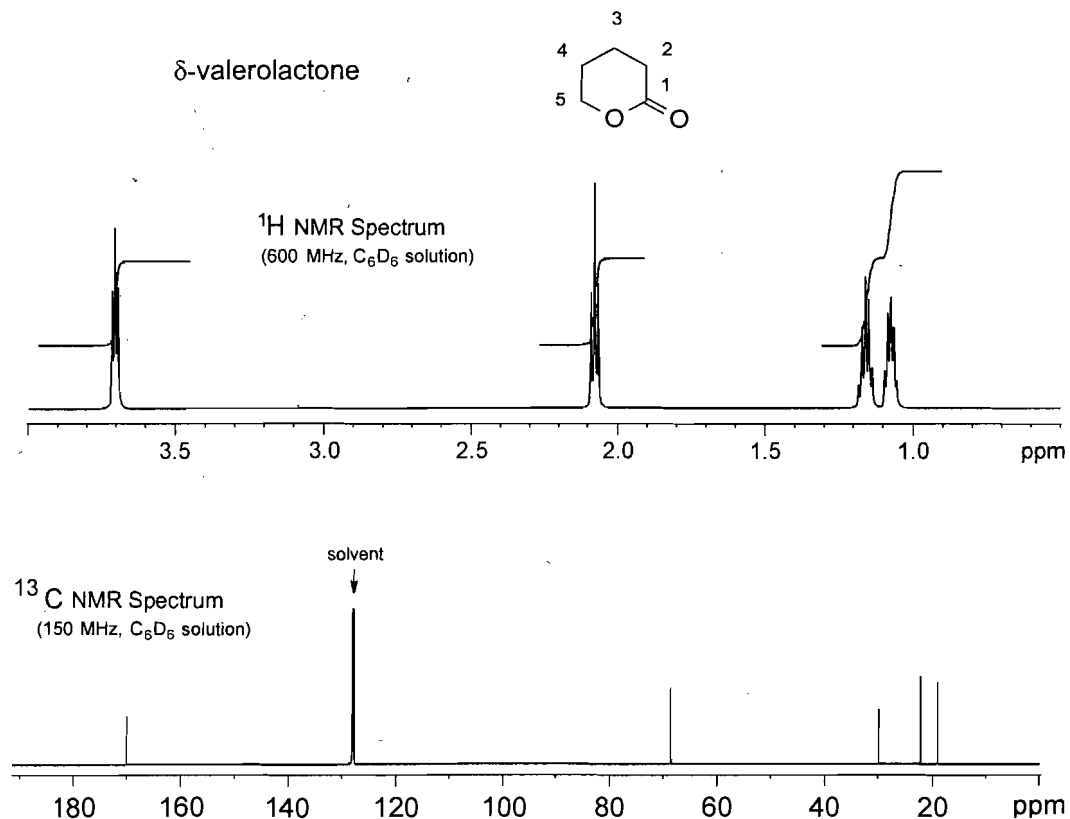 δ-valerolactone
3
4
2
5
1
O
O
¹H NMR Spectrum
(600 MHz, C₆D₆ solution)
3.5 3.0 2.5 2.0 1.5 1.0 ppm
solvent
¹³C NMR Spectrum
(150 MHz, C₆D₆ solution)
180 160 140 120 100 80 60 40 20 ppm